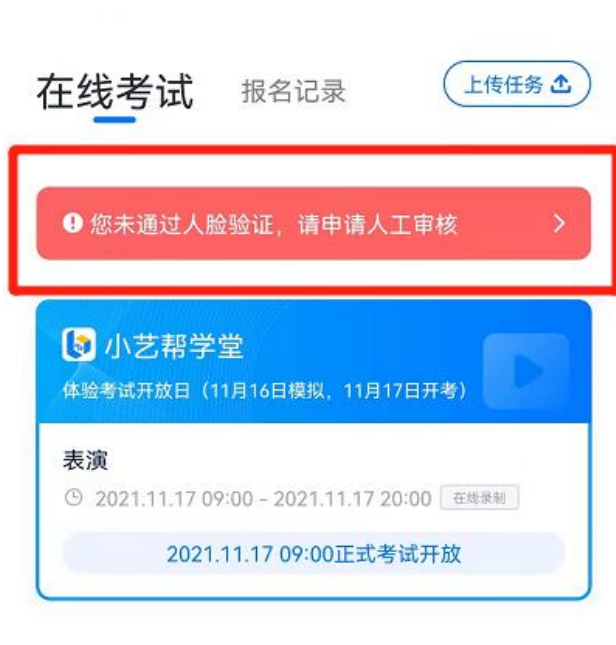 在线考试 报名记录 上传任务
您未通过人脸验证，请申请人工审核
小艺帮学堂
体验考试开放日（11月16日模拟，11月17日开考）
表演
2021.11.17 09:00 - 2021.11.17 20:00 在线录制
2021.11.17 09:00正式考试开放